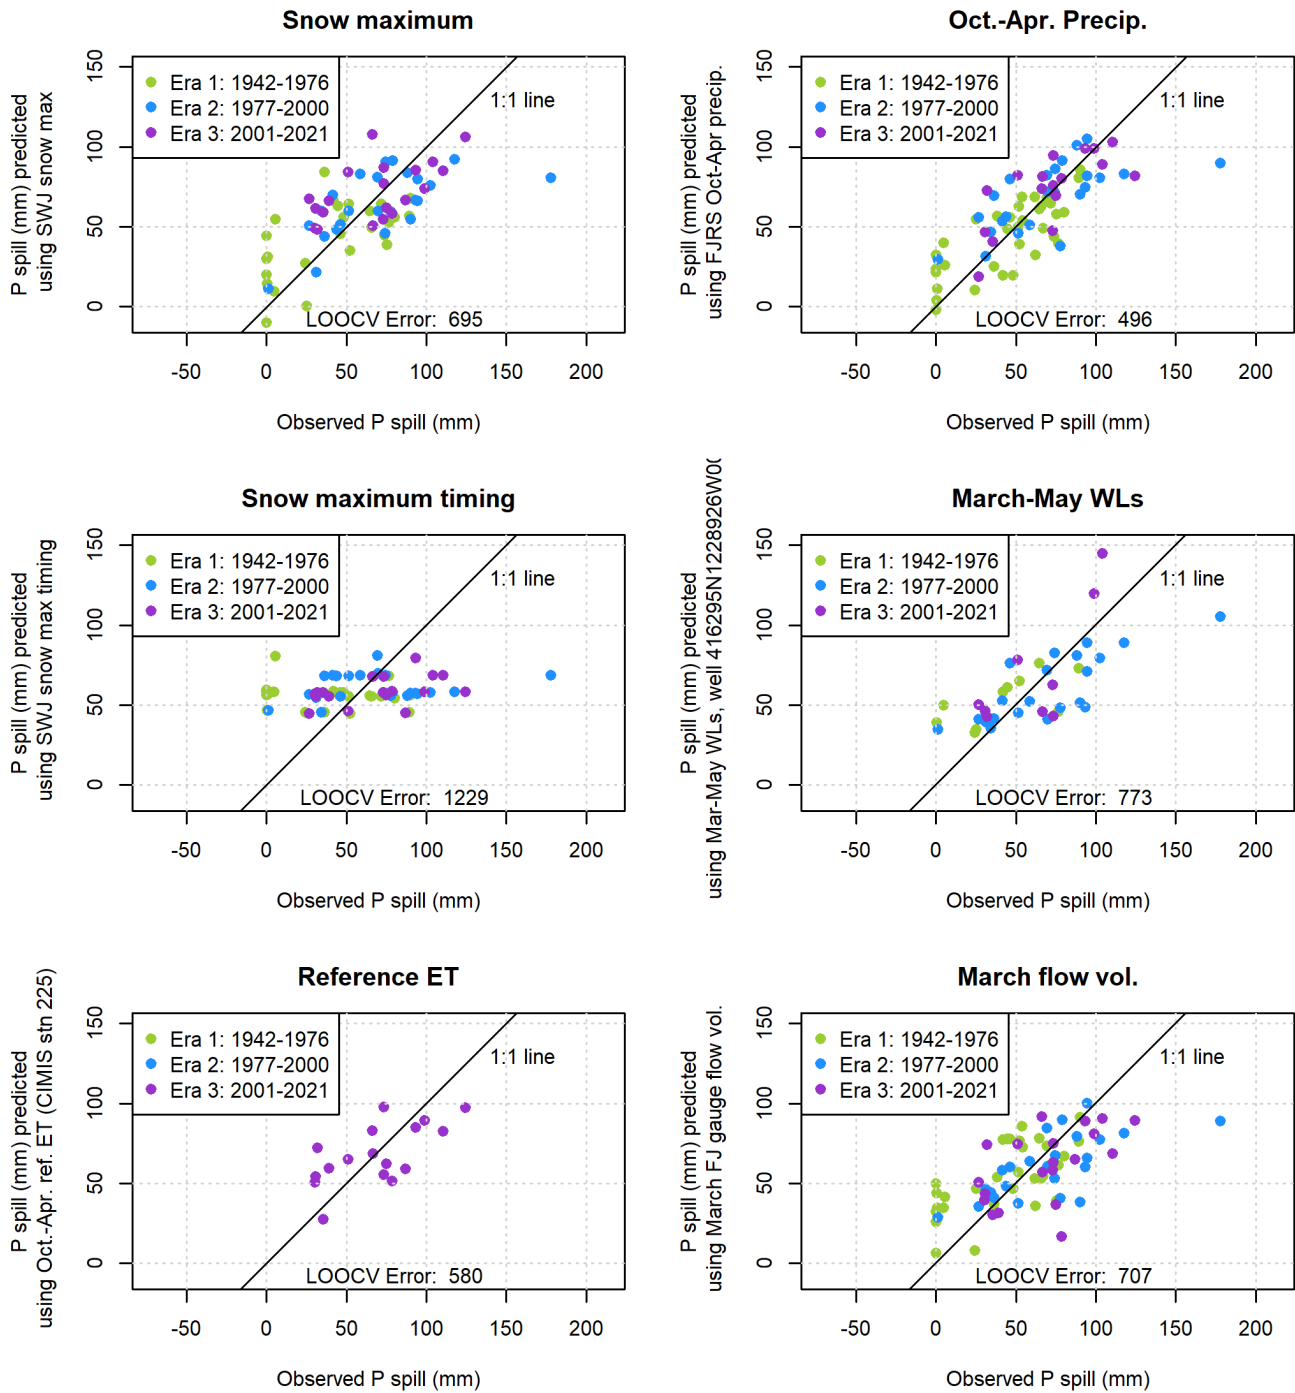 Snow maximum
P spill (mm) predicted
using SWJ snow max
150
100
50
0
Era 1: 1942-1976
Era 2: 1977-2000
Era 3: 2001-2021
1:1 line
LOOCV Error: 695
-50 0 50 100 150 200
Observed P spill (mm)
Oct.-Apr. Precip.
P spill (mm) predicted
using FJRS Oct-Apr precip.
150
100
50
0
Era 1: 1942-1976
Era 2: 1977-2000
Era 3: 2001-2021
1:1 line
LOOCV Error: 496
-50 0 50 100 150 200
Observed P spill (mm)
Snow maximum timing
P spill (mm) predicted
using SWJ snow max timing
150
100
50
0
Era 1: 1942-1976
Era 2: 1977-2000
Era 3: 2001-2021
1:1 line
LOOCV Error: 1229
-50 0 50 100 150 200
Observed P spill (mm)
March-May WLs
P spill (mm) predicted
using Mar-May WLs, well 416295N1228926W00
150
100
50
0
Era 1: 1942-1976
Era 2: 1977-2000
Era 3: 2001-2021
1:1 line
LOOCV Error: 773
-50 0 50 100 150 200
Observed P spill (mm)
Reference ET
P spill (mm) predicted
using Oct.-Apr. ref. ET (CIMIS stn 225)
150
100
50
0
Era 1: 1942-1976
Era 2: 1977-2000
Era 3: 2001-2021
1:1 line
LOOCV Error: 580
-50 0 50 100 150 200
Observed P spill (mm)
March flow vol.
P spill (mm) predicted
using March FJ gauge flow vol.
150
100
50
0
Era 1: 1942-1976
Era 2: 1977-2000
Era 3: 2001-2021
1:1 line
LOOCV Error: 707
-50 0 50 100 150 200
Observed P spill (mm)